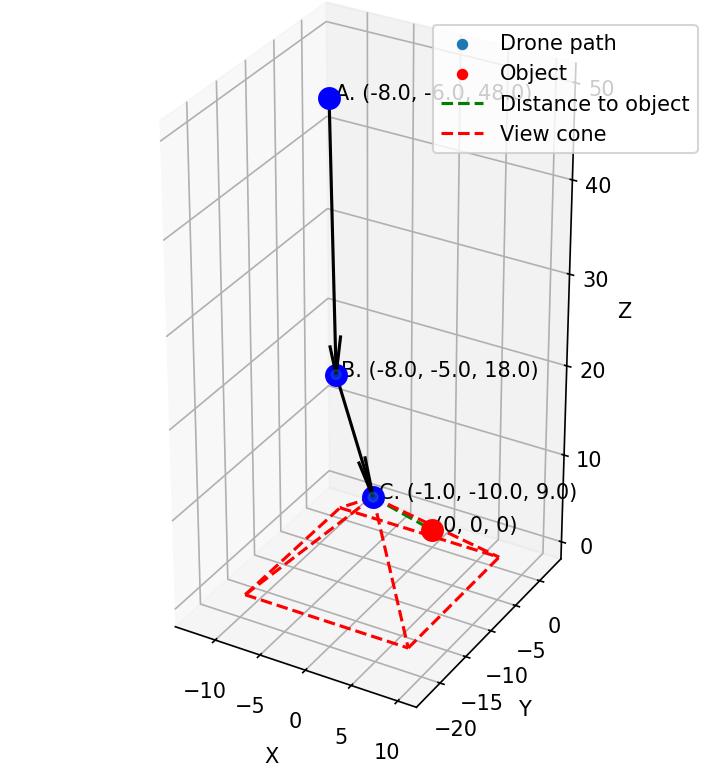 Drone path
Object
Distance to object
View cone
A. (-8.0, -6.0, 48.0)
B. (-8.0, -5.0, 18.0)
C. (-1.0, -10.0, 9.0)
(0, 0, 0)
50
40
30
20
10
0
Z
0
−5
−10
−15
−20
Y
−10
−5
0
5
10
X